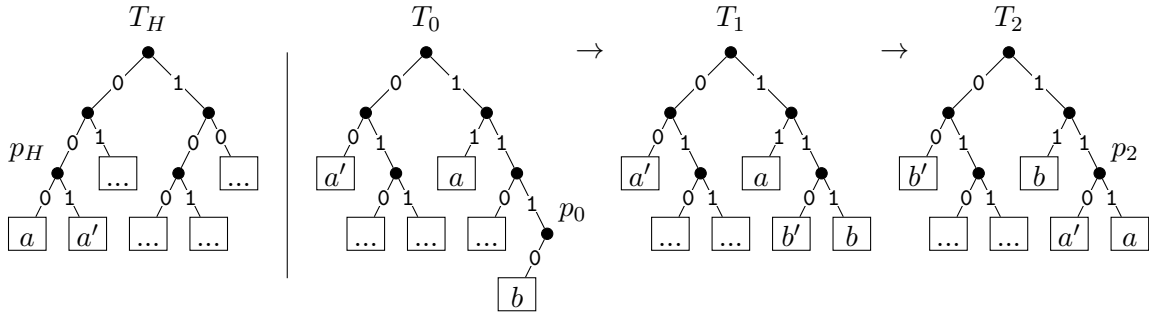 T_H T_0 → T_1 → T_2
0 1 0 1 0 1 0 1
p_H 0 1 0 0 0 1 1 1 0 1 1 1 0 1 1 1 p_2
... ... a′ a a′ a b′ b
0 1 0 1 0 1 0 1 0 1 0 1 0 1 0 1 p_0
a a′ ... ... ... ... ... ... ... b′ b ... ... a′ a
0
b